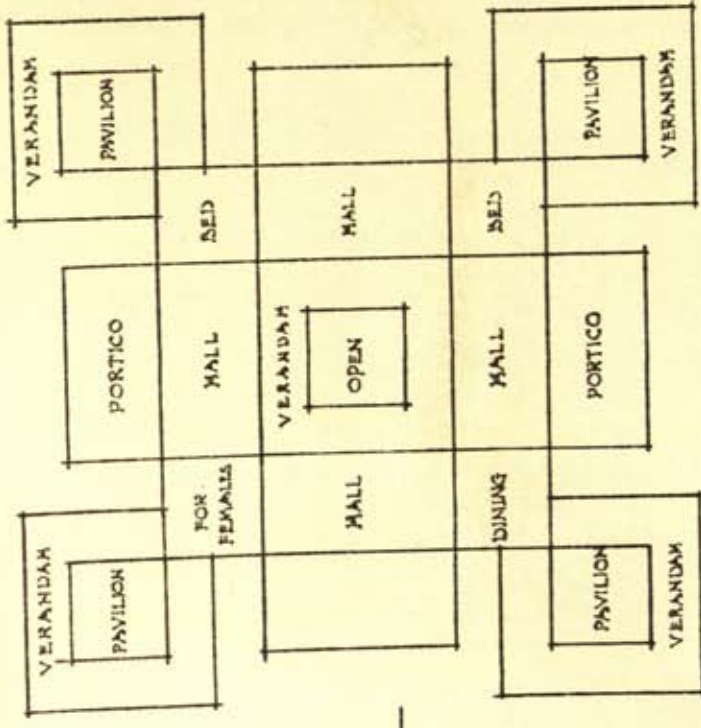 VERANDAH
VERANDAH
PAVILION
PORTICO
PAVILION
FOR
FEMALES
HALL
BED
VERANDAH
HALL
OPEN
HALL
DINING
HALL
BED
PAVILION
PORTICO
PAVILION
VERANDAH
VERANDAH